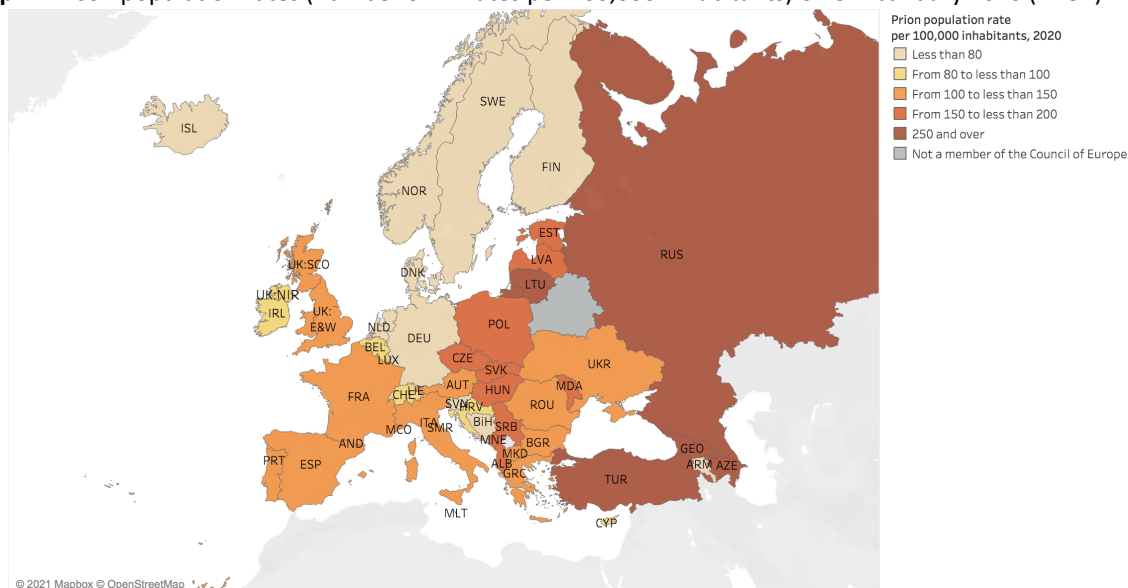 Prion population rate
per 100,000 inhabitants, 2020
Less than 80
From 80 to less than 100
From 100 to less than 150
From 150 to less than 200
250 and over
Not a member of the Council of Europe
ISL
SWE
FIN
NOR
EST
RUS
LVA
UK:SCO
DNK
LTU
UK:NIR
IRL
UK:
E&W
NLD
POL
DEU
BEL
LUX
CZE
UKR
SVK
AUT
MDA
HUN
LIE
CHE
FRA
ROU
SVN
HRV
BiH
ITA
SMR
MCO
SRB
MNE
BGR
AND
GEO
MKD
PRT
ESP
ALB
ARM
AZE
GRC
TUR
MLT
CYP
© 2021 Mapbox © OpenStreetMap